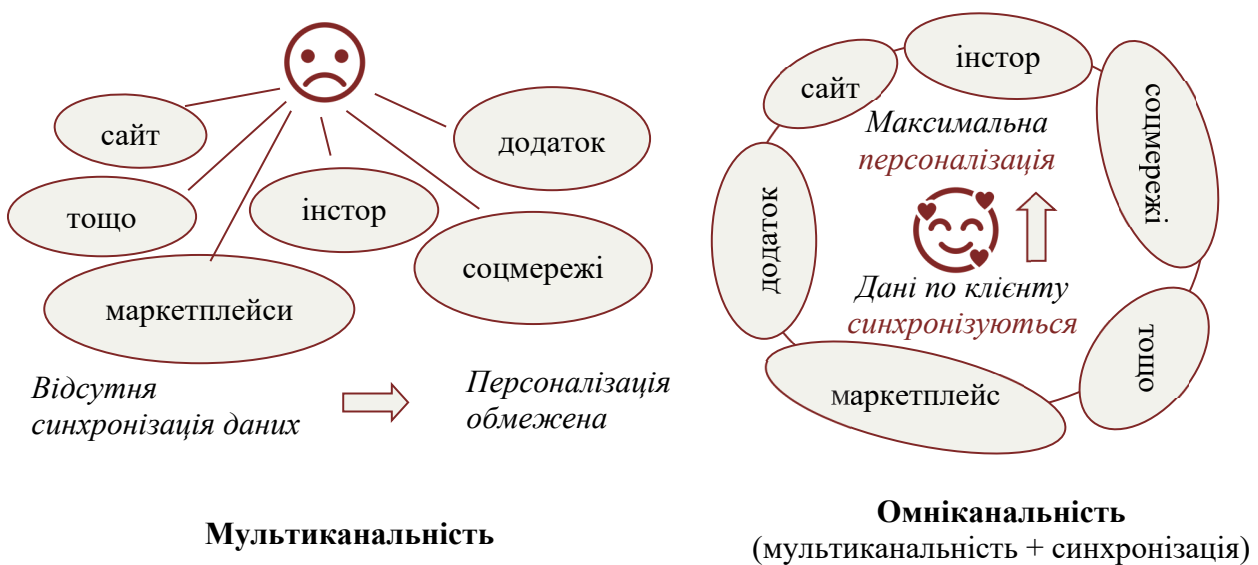 сайт
додаток
тощо
інстор
соцмережі
маркетплейси
Відсутня
синхронізація даних
Персоналізація
обмежена
Мультиканальність
інстор
сайт
соцмережі
Максимальна
персоналізація
додаток
Дані по клієнту
синхронізуються
тощо
маркетплейс
Омніканальність
(мультиканальність + синхронізація)